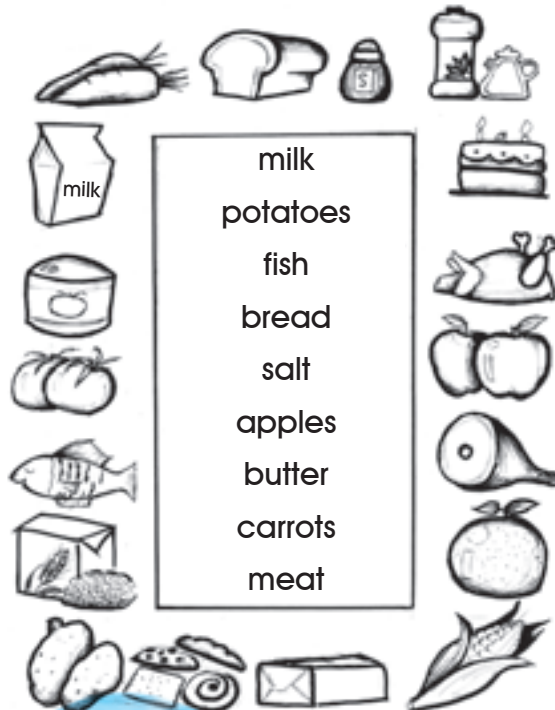 S
milk
milk
potatoes
fish
bread
salt
apples
butter
carrots
meat